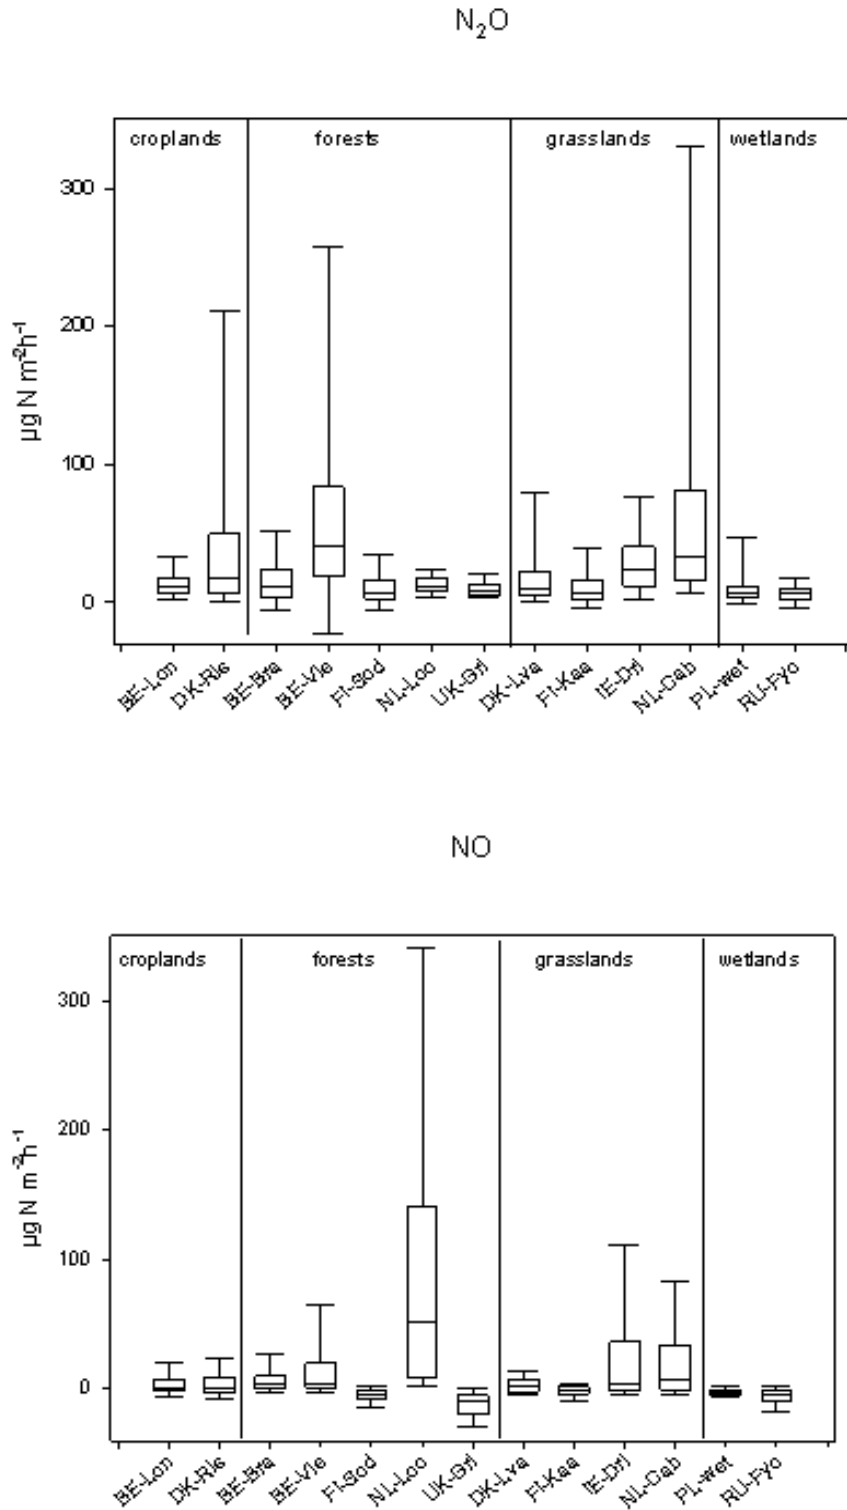 N₂O
croplands forests grasslands wetlands
300
200
100
0
µg N m⁻²h⁻¹
BE-Lon DK-Ris BE-Bra BE-Vie FI-Sod NL-Loo UK-Gri DK-Lva FI-Kaa IE-Dri NL-Cab PL-wet RU-Fyo
NO
croplands forests grasslands wetlands
300
200
100
0
µg N m⁻²h⁻¹
BE-Lon DK-Ris BE-Bra BE-Vie FI-Sod NL-Loo UK-Gri DK-Lva FI-Kaa IE-Dri NL-Cab PL-wet RU-Fyo